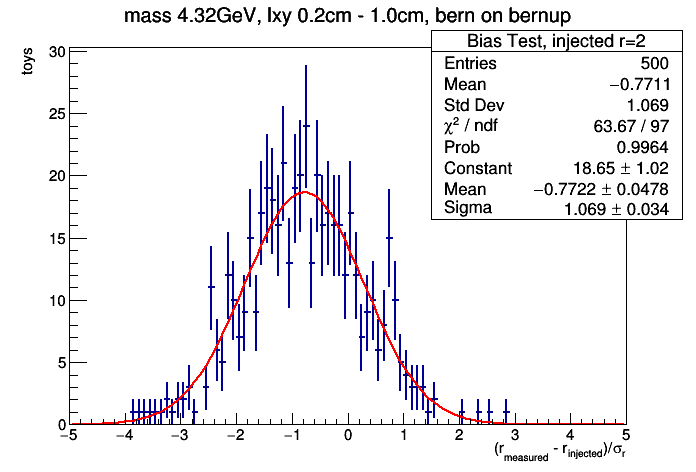 mass 4.32GeV, lxy 0.2cm - 1.0cm, bern on bernup
Bias Test, injected r=2
Entries 500
Mean −0.7711
Std Dev 1.069
χ² / ndf 63.67 / 97
Prob 0.9964
Constant 18.65 ± 1.02
Mean −0.7722 ± 0.0478
Sigma 1.069 ± 0.034
toys
30
25
20
15
10
5
0
−5 −4 −3 −2 −1 0 1 2 3 4 5
(r_measured - r_injected)/σ_r